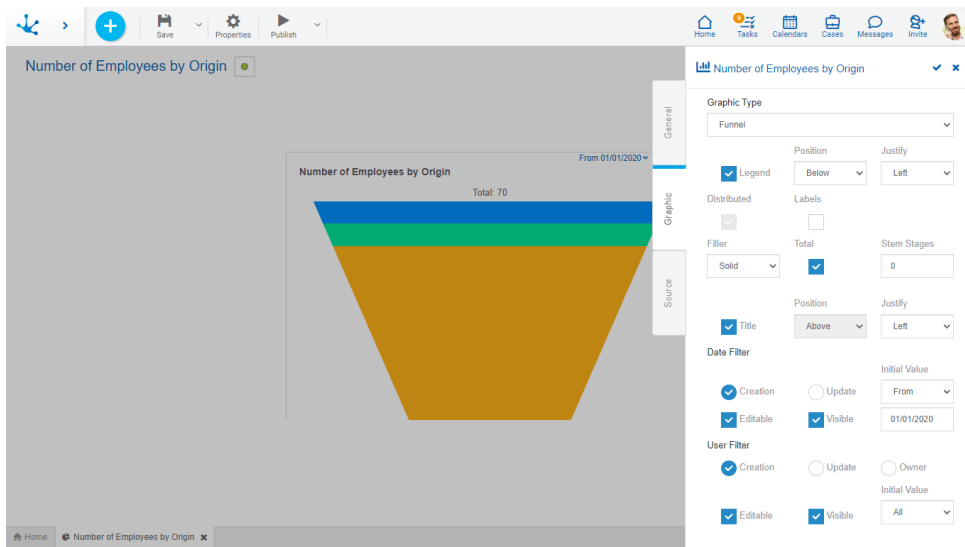 Save
Properties
Publish
9
Home
Tasks
Calendars
Cases
Messages
Invite
Number of Employees by Origin
From 01/01/2020
Number of Employees by Origin
Total: 70
General
Graphic
Source
Number of Employees by Origin
Graphic Type
Funnel
Position Justify
Legend Below Left
Distributed Labels
Filler Total Stem Stages
Solid 0
Position Justify
Title Above Left
Date Filter
Initial Value
Creation Update From
Editable Visible 01/01/2020
User Filter
Creation Update Owner
Initial Value
Editable Visible All
Home Number of Employees by Origin